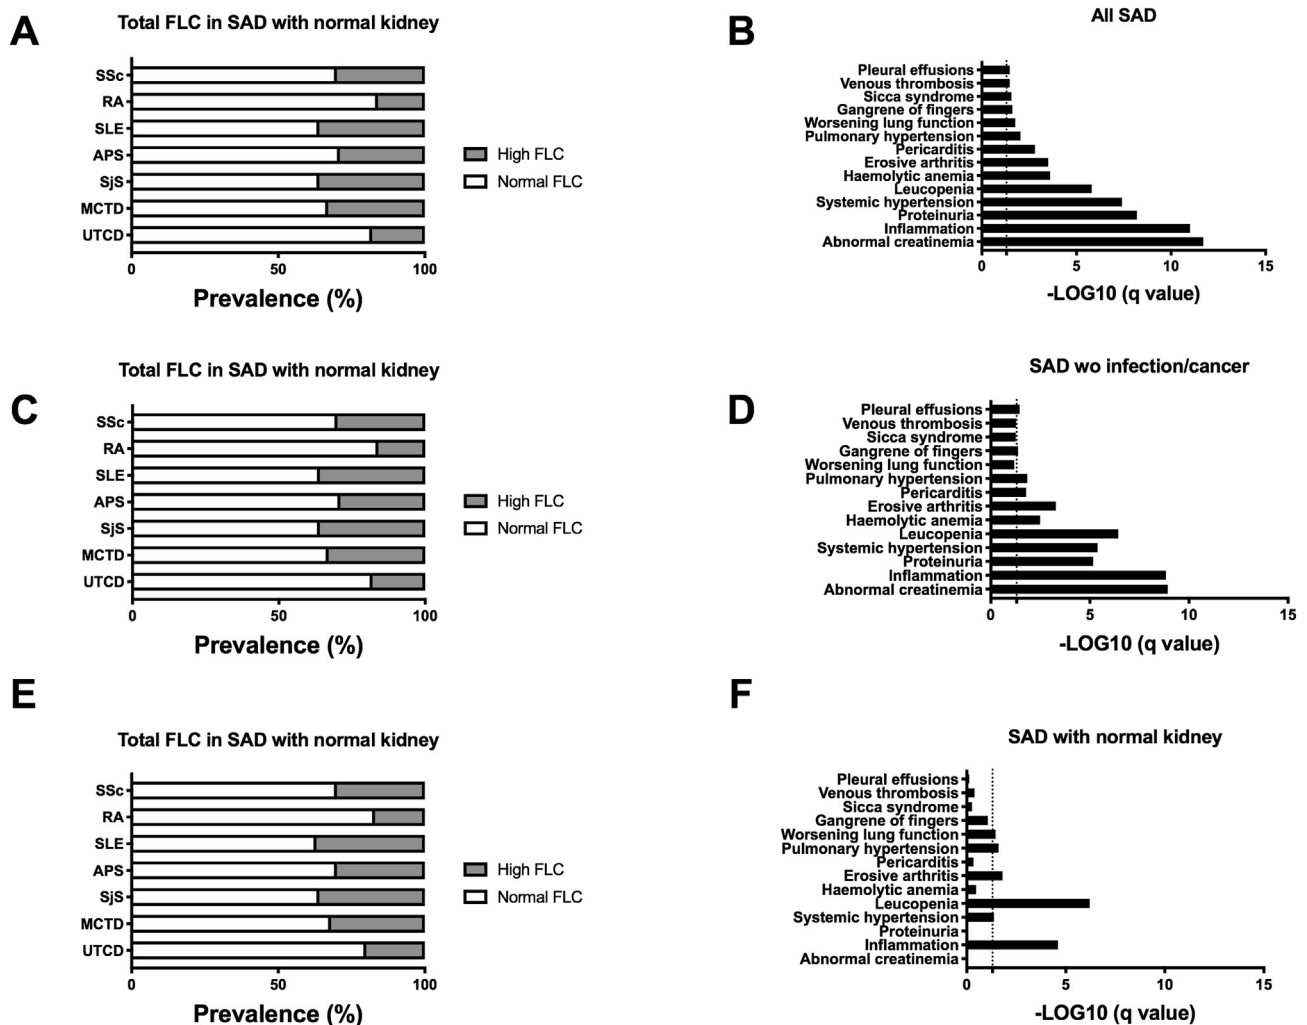 A
Total FLC in SAD with normal kidney
SSc
RA
SLE
APS
SjS
MCTD
UTCD
0 50 100
Prevalence (%)
High FLC
Normal FLC
B
All SAD
Pleural effusions
Venous thrombosis
Sicca syndrome
Gangrene of fingers
Worsening lung function
Pulmonary hypertension
Pericarditis
Erosive arthritis
Haemolytic anemia
Leucopenia
Systemic hypertension
Proteinuria
Inflammation
Abnormal creatinemia
0 5 10 15
-LOG10 (q value)
C
Total FLC in SAD with normal kidney
SSc
RA
SLE
APS
SjS
MCTD
UTCD
0 50 100
Prevalence (%)
High FLC
Normal FLC
D
SAD wo infection/cancer
Pleural effusions
Venous thrombosis
Sicca syndrome
Gangrene of fingers
Worsening lung function
Pulmonary hypertension
Pericarditis
Erosive arthritis
Haemolytic anemia
Leucopenia
Systemic hypertension
Proteinuria
Inflammation
Abnormal creatinemia
0 5 10 15
-LOG10 (q value)
E
Total FLC in SAD with normal kidney
SSc
RA
SLE
APS
SjS
MCTD
UTCD
0 50 100
Prevalence (%)
High FLC
Normal FLC
F
SAD with normal kidney
Pleural effusions
Venous thrombosis
Sicca syndrome
Gangrene of fingers
Worsening lung function
Pulmonary hypertension
Pericarditis
Erosive arthritis
Haemolytic anemia
Leucopenia
Systemic hypertension
Proteinuria
Inflammation
Abnormal creatinemia
0 5 10 15
-LOG10 (q value)